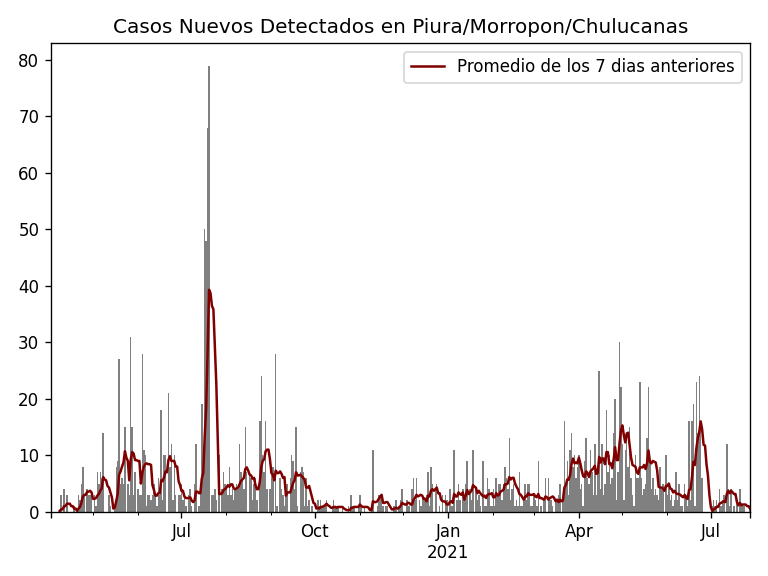 Casos Nuevos Detectados en Piura/Morropon/Chulucanas
Promedio de los 7 dias anteriores
80
70
60
50
40
30
20
10
0
Jul
Oct
Jan
2021
Apr
Jul